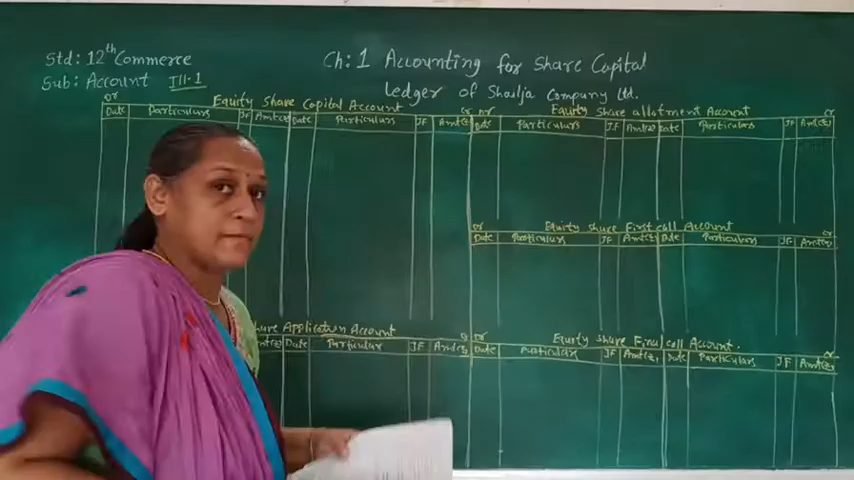 Std: 12th Commerce
Sub: Account III.1
Ch: 1 Accounting for Share Capital
Ledger of Shailja Company Ltd.
Dr Equity Share Capital Account Cr
Date Particulars JF Amt(₹) Date Particulars JF Amt(₹)
Dr Equity Share allotment Account Cr
Date Particulars JF Amt(₹) Date Particulars JF Amt(₹)
Dr Equity Share First call Account Cr
Date Particulars JF Amt(₹) Date Particulars JF Amt(₹)
Share Application Account Cr
Amt(₹) Date Particulars JF Amt(₹)
Dr Equity Share Final call Account. Cr
Date Particulars JF Amt(₹) Date Particulars JF Amt(₹)